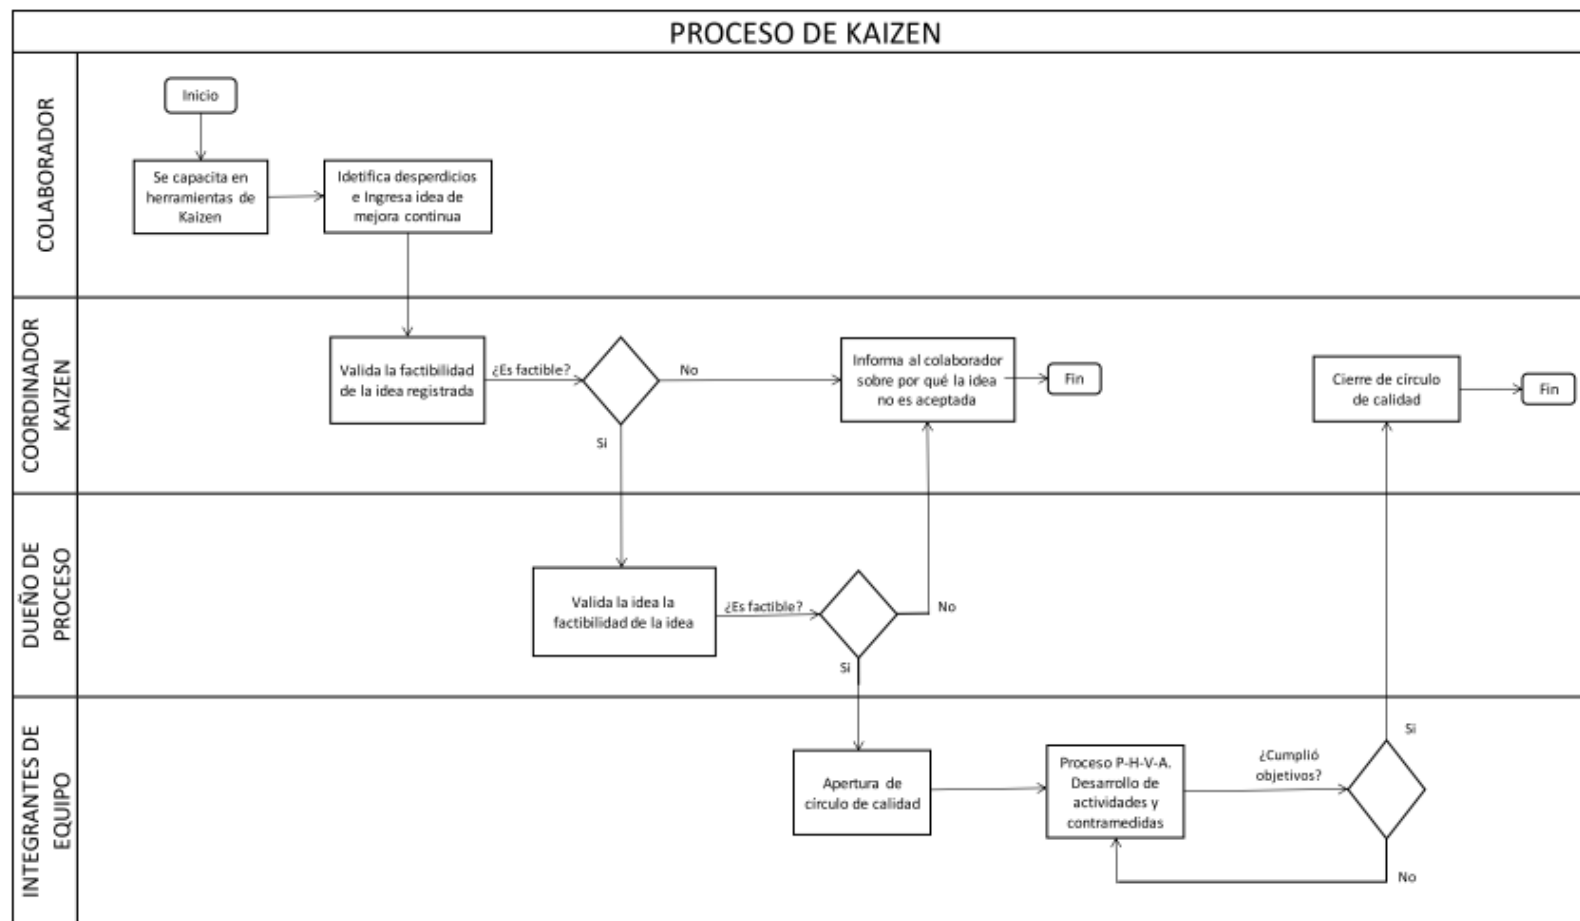 PROCESO DE KAIZEN
COLABORADOR
Inicio
Se capacita en
herramientas de
Kaizen
Idetifica desperdicios
e Ingresa idea de
mejora continua
COORDINADOR
KAIZEN
Valida la factibilidad
de la idea registrada
¿Es factible?
No
Si
Informa al colaborador
sobre por qué la idea
no es aceptada
Fin
Cierre de círculo
de calidad
Fin
DUEÑO DE
PROCESO
Valida la idea la
factibilidad de la idea
¿Es factible?
No
Si
INTEGRANTES DE
EQUIPO
Apertura de
círculo de calidad
Proceso P-H-V-A.
Desarrollo de
actividades y
contramedidas
¿Cumplió
objetivos?
Si
No